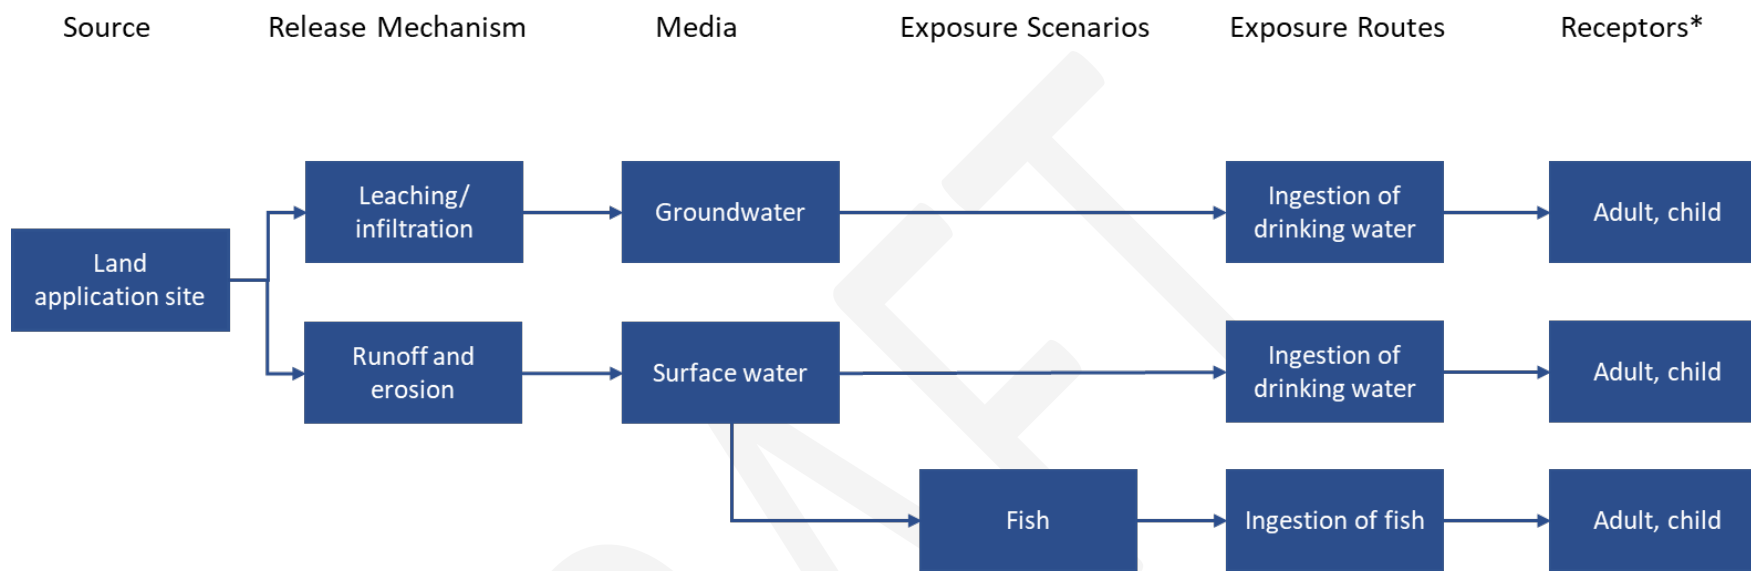 Source Release Mechanism Media Exposure Scenarios Exposure Routes Receptors*
Leaching/
infiltration
Groundwater
Ingestion of
drinking water
Adult, child
Land
application site
Runoff and
erosion
Surface water
Ingestion of
drinking water
Adult, child
Fish
Ingestion of fish
Adult, child